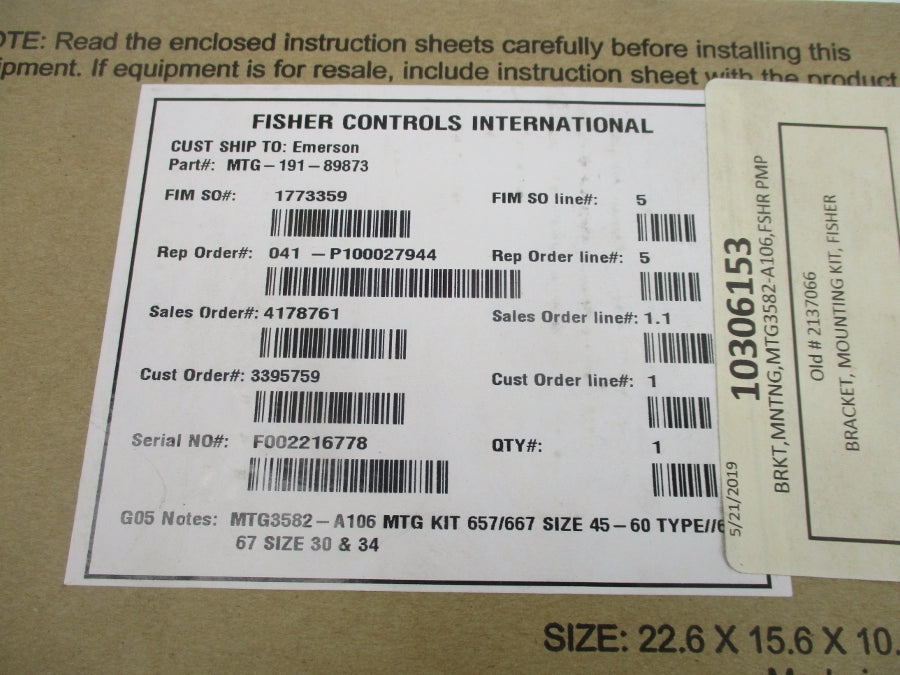 OTE: Read the enclosed instruction sheets carefully before installing this
ipment. If equipment is for resale, include instruction sheet with the product
FISHER CONTROLS INTERNATIONAL
CUST SHIP TO: Emerson
Part#: MTG-191-89873
FIM SO#: 1773359 FIM SO line#: 5
Rep Order#: 041 -P100027944 Rep Order line#: 5
Sales Order#: 4178761 Sales Order line#: 1.1
Cust Order#: 3395759 Cust Order line#: 1
Serial NO#: F002216778 QTY#: 1
G05 Notes: MTG3582-A106 MTG KIT 657/667 SIZE 45-60 TYPE//6
67 SIZE 30 & 34
5/21/2019
10306153
BRKT,MNTNG,MTG3582-A106,FSHR PMP
Old # 2137066
BRACKET, MOUNTING KIT, FISHER
SIZE: 22.6 X 15.6 X 10.